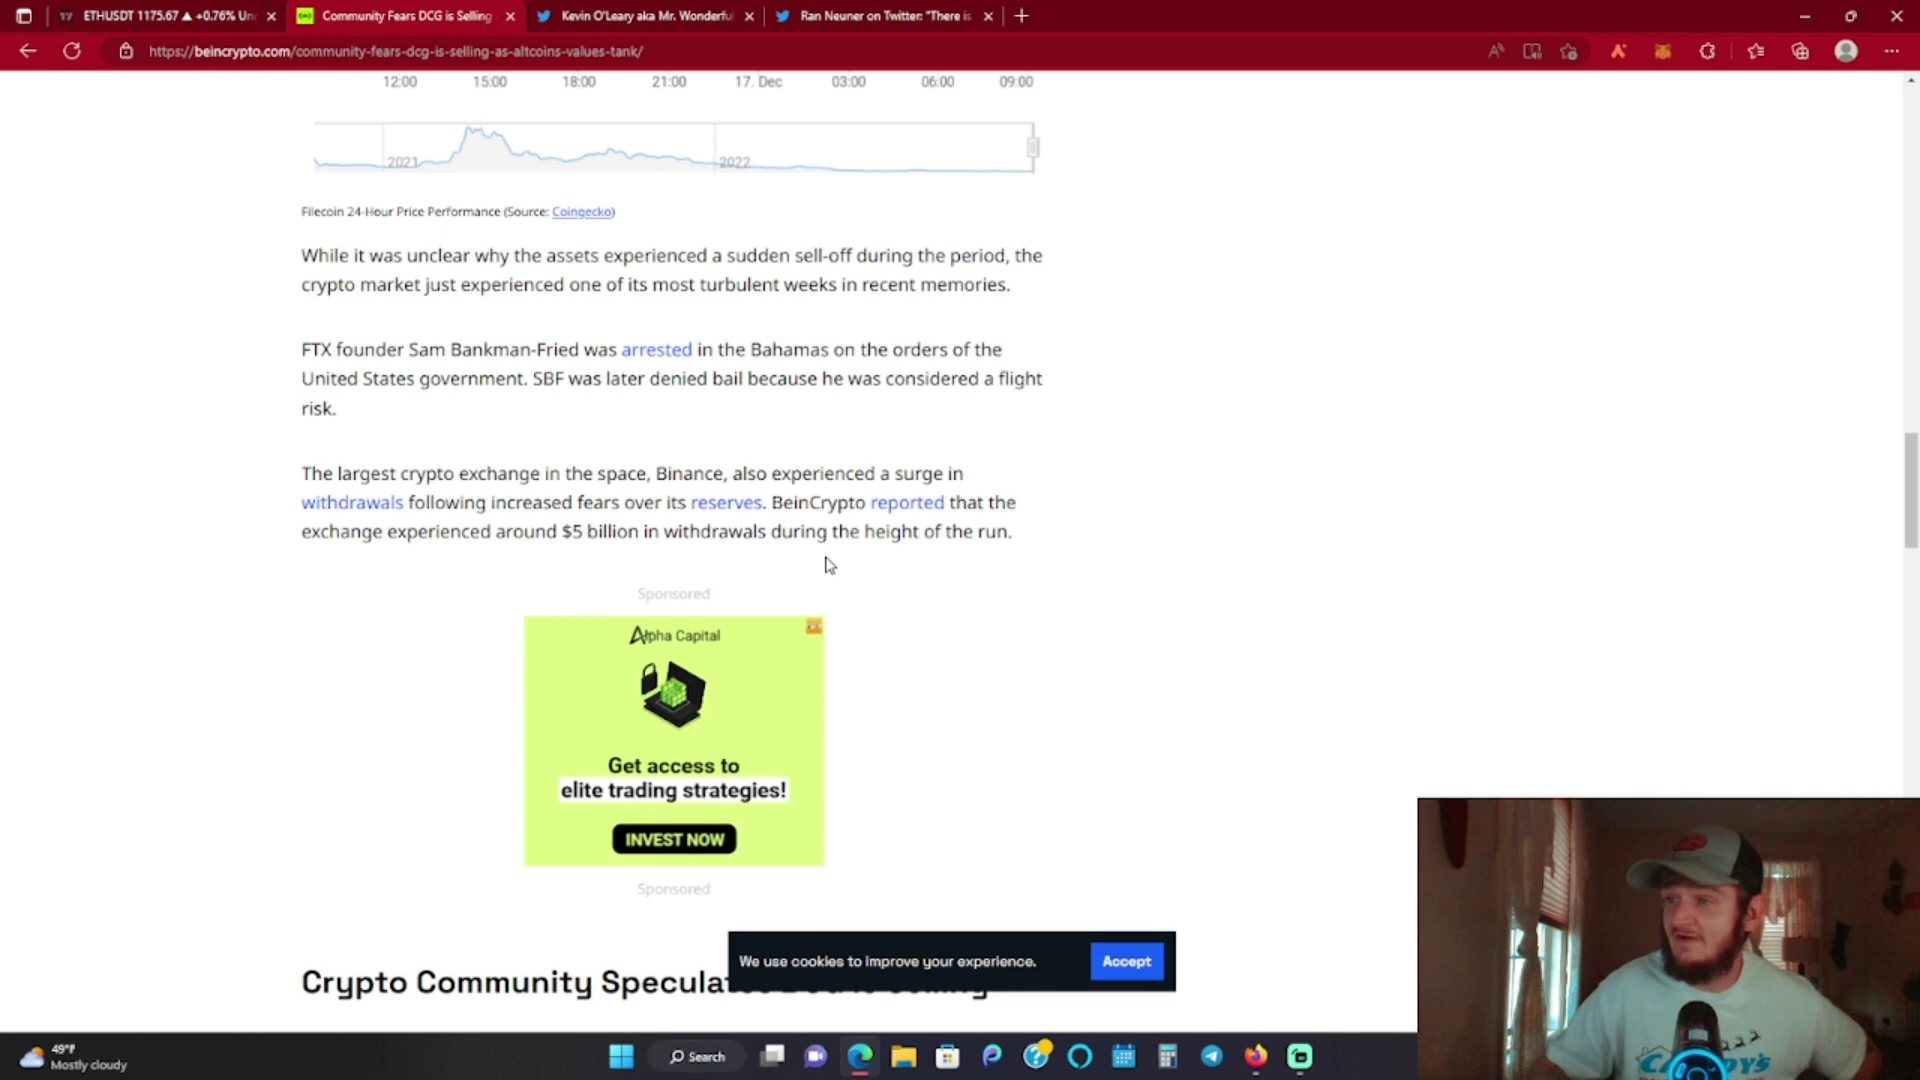 ETHUSDT 1175.67 ▲ +0.76% Un
Community Fears DCG is Selling
Kevin O'Leary aka Mr. Wonderfu
Ran Neuner on Twitter: "There is
https://beincrypto.com/community-fears-dcg-is-selling-as-altcoins-values-tank/
12:00 15:00 18:00 21:00 17. Dec 03:00 06:00 09:00
2021 2022
Filecoin 24-Hour Price Performance (Source: Coingecko)
While it was unclear why the assets experienced a sudden sell-off during the period, the
crypto market just experienced one of its most turbulent weeks in recent memories.
FTX founder Sam Bankman-Fried was arrested in the Bahamas on the orders of the
United States government. SBF was later denied bail because he was considered a flight
risk.
The largest crypto exchange in the space, Binance, also experienced a surge in
withdrawals following increased fears over its reserves. BeinCrypto reported that the
exchange experienced around $5 billion in withdrawals during the height of the run.
Sponsored
Alpha Capital
Get access to
elite trading strategies!
INVEST NOW
Sponsored
We use cookies to improve your experience.
Accept
Crypto Community Speculat
49°F
Mostly cloudy
Search